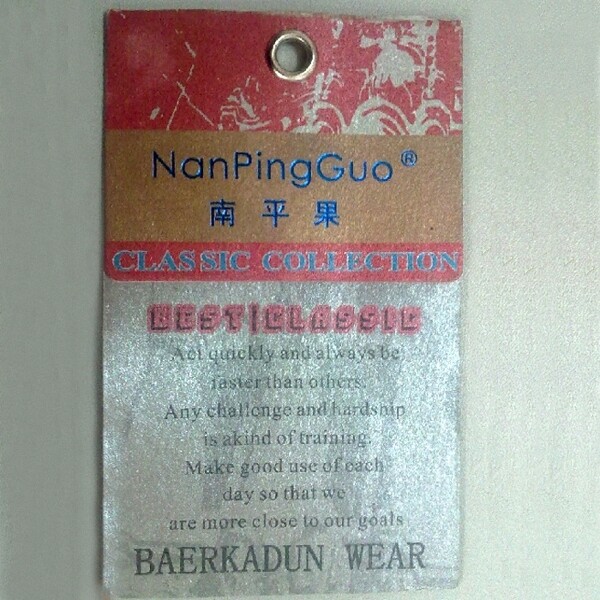 NanPingGuo®
南平果
CLASSIC COLLECTION
BEST|CLASSIC
Act quickly and always be
faster than others.
Any challenge and hardship
is akind of training.
Make good use of each
day so that we
are more close to our goals
BAERKADUN WEAR